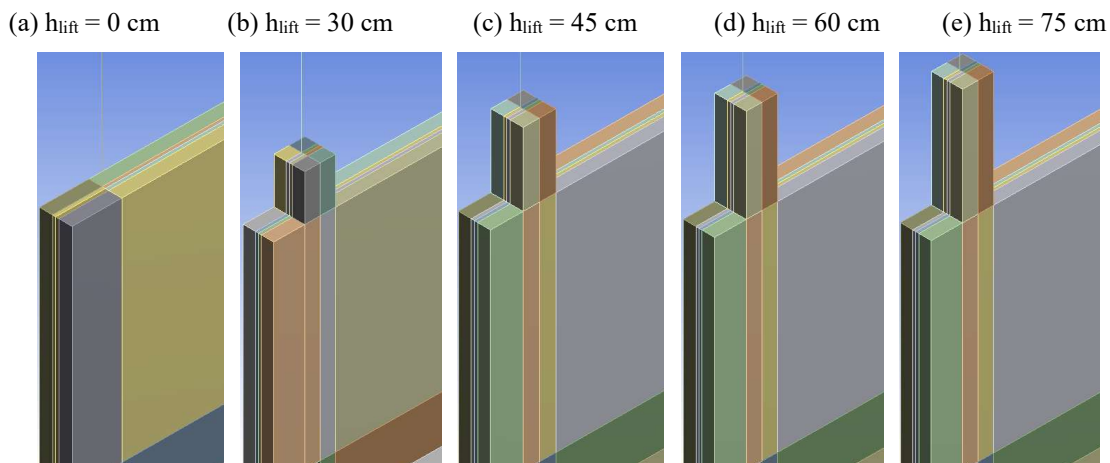 (a) hlift = 0 cm
(b) hlift = 30 cm
(c) hlift = 45 cm
(d) hlift = 60 cm
(e) hlift = 75 cm